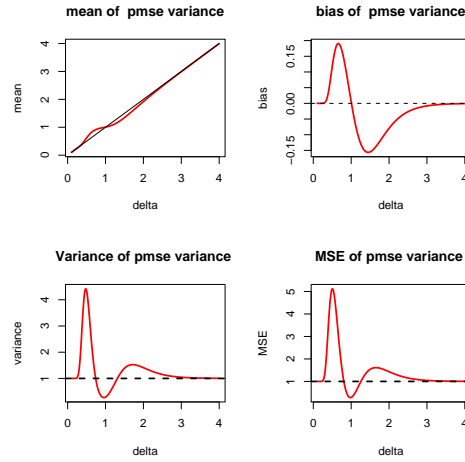 mean of  pmse variance
mean
4
3
2
1
0
0 1 2 3 4
delta
bias of  pmse variance
bias
0.15
0.00
-0.15
0 1 2 3 4
delta
Variance of pmse variance
variance
4
3
2
1
0 1 2 3 4
delta
MSE of pmse variance
MSE
5
4
3
2
1
0 1 2 3 4
delta